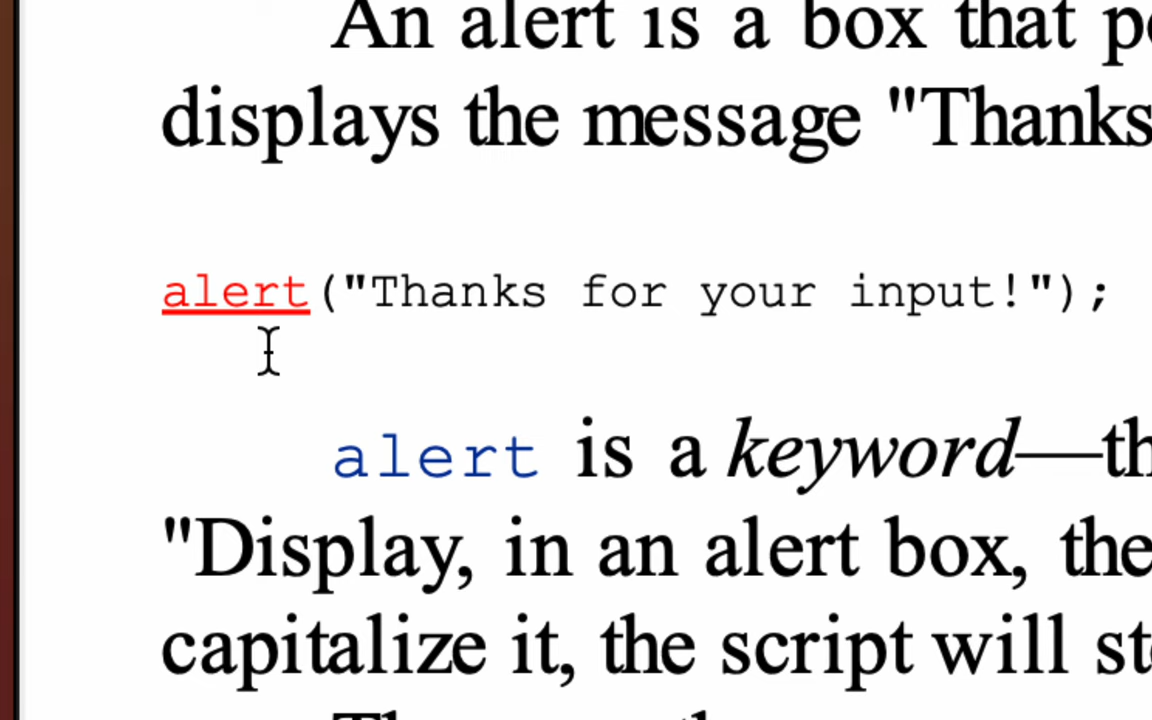 An alert is a box that
displays the message "Thanks
alert("Thanks for your input!");
alert is a keyword—th
"Display, in an alert box, the
capitalize it, the script will st